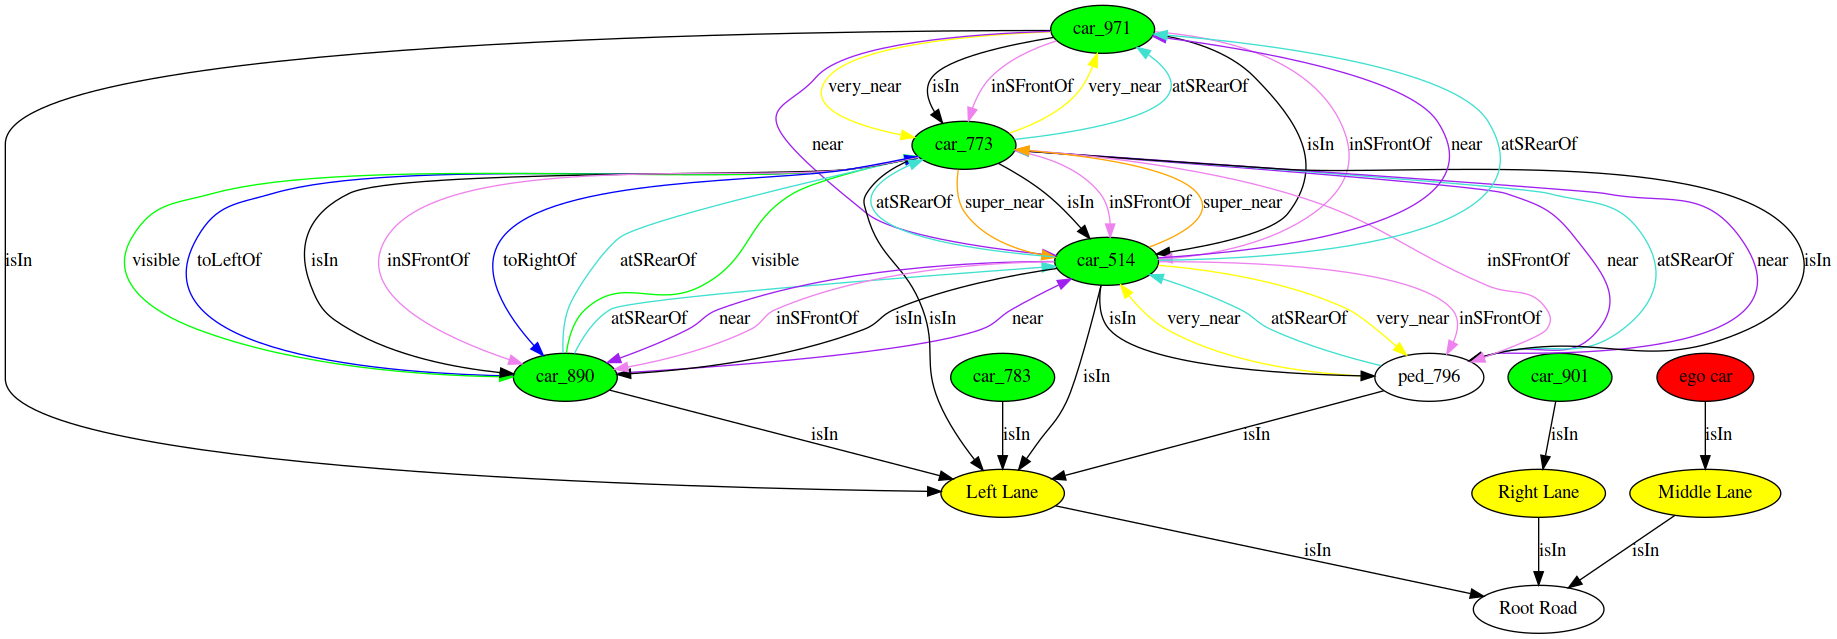 car_971
very_near
isIn
inSFrontOf
very_near
atSRearOf
car_773
near
isIn
inSFrontOf
near
atSRearOf
atSRearOf
super_near
isIn
inSFrontOf
super_near
isIn
visible
toLeftOf
isIn
inSFrontOf
toRightOf
atSRearOf
visible
car_514
inSFrontOf
near
atSRearOf
near
isIn
atSRearOf
near
inSFrontOf
isIn
isIn
near
isIn
very_near
atSRearOf
very_near
inSFrontOf
car_890
car_783
isIn
ped_796
car_901
ego car
isIn
isIn
isIn
isIn
isIn
Left Lane
Right Lane
Middle Lane
isIn
isIn
isIn
Root Road